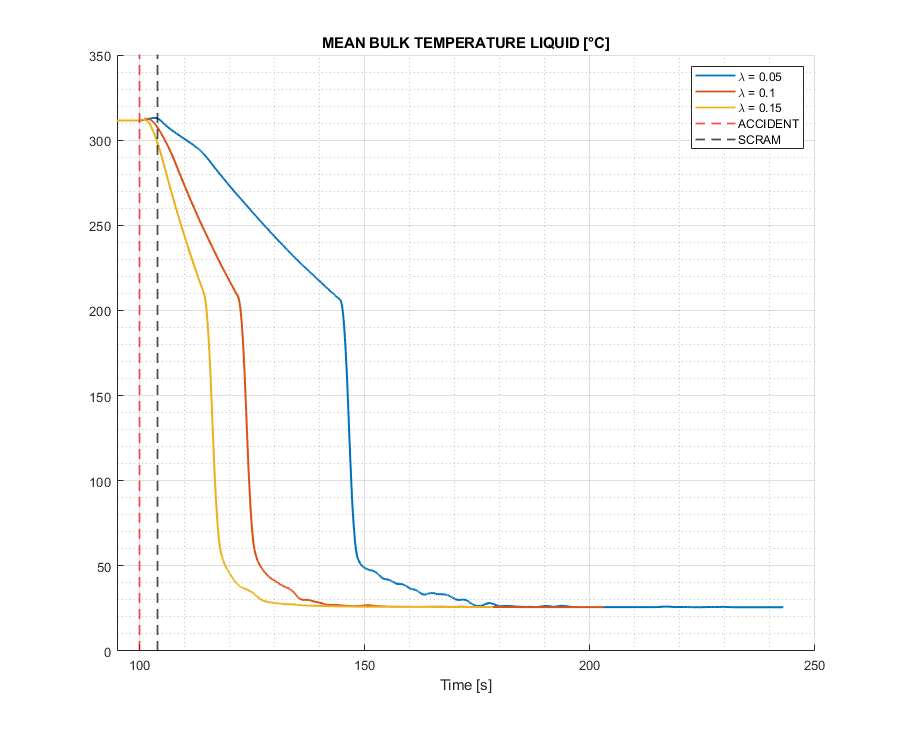 MEAN BULK TEMPERATURE LIQUID [°C]
350
300
250
200
150
100
50
0
λ = 0.05
λ = 0.1
λ = 0.15
ACCIDENT
SCRAM
100
150
200
250
Time [s]